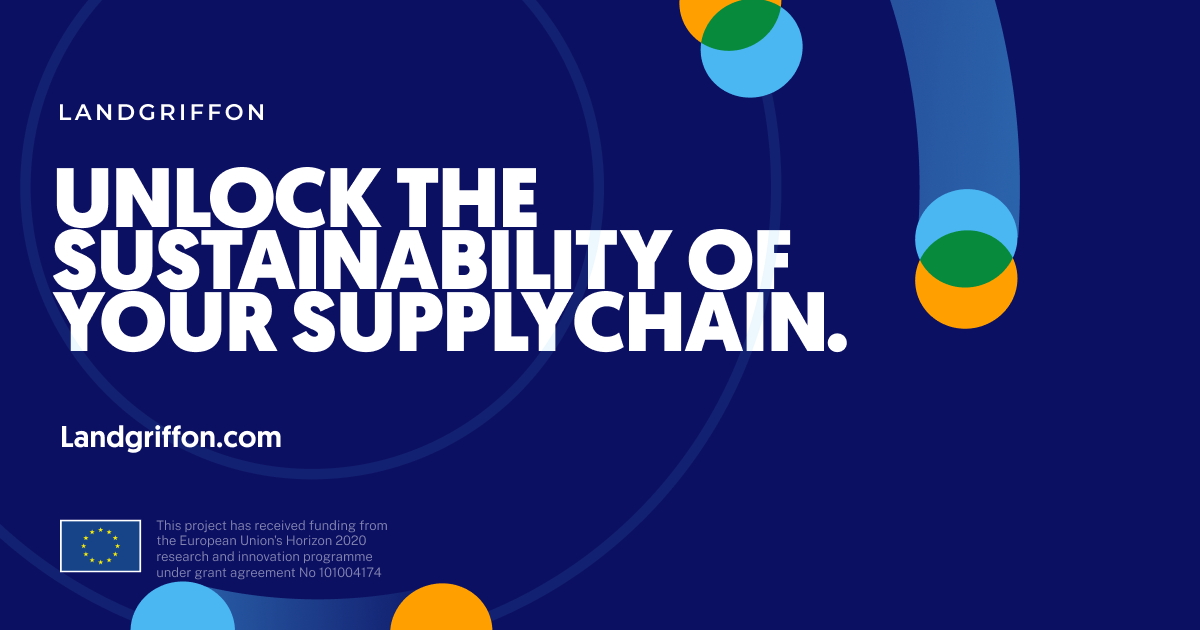 LANDGRIFFON
UNLOCK THE
SUSTAINABILITY OF
YOUR SUPPLYCHAIN.
Landgriffon.com
This project has received funding from
the European Union's Horizon 2020
research and innovation programme
under grant agreement No 101004174